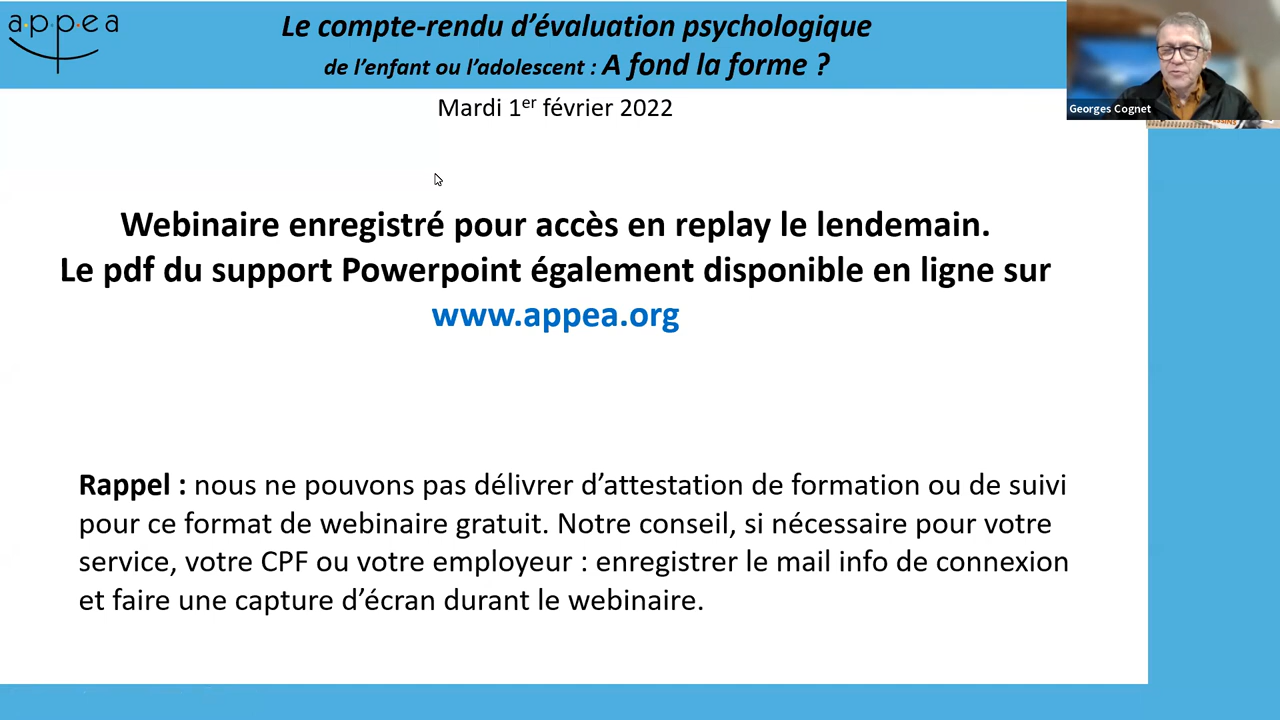 appea
Le compte-rendu d’évaluation psychologique
de l’enfant ou l’adolescent : A fond la forme ?
Georges Cognet
Mardi 1er février 2022
Webinaire enregistré pour accès en replay le lendemain.
Le pdf du support Powerpoint également disponible en ligne sur
www.appea.org
Rappel : nous ne pouvons pas délivrer d’attestation de formation ou de suivi
pour ce format de webinaire gratuit. Notre conseil, si nécessaire pour votre
service, votre CPF ou votre employeur : enregistrer le mail info de connexion
et faire une capture d’écran durant le webinaire.